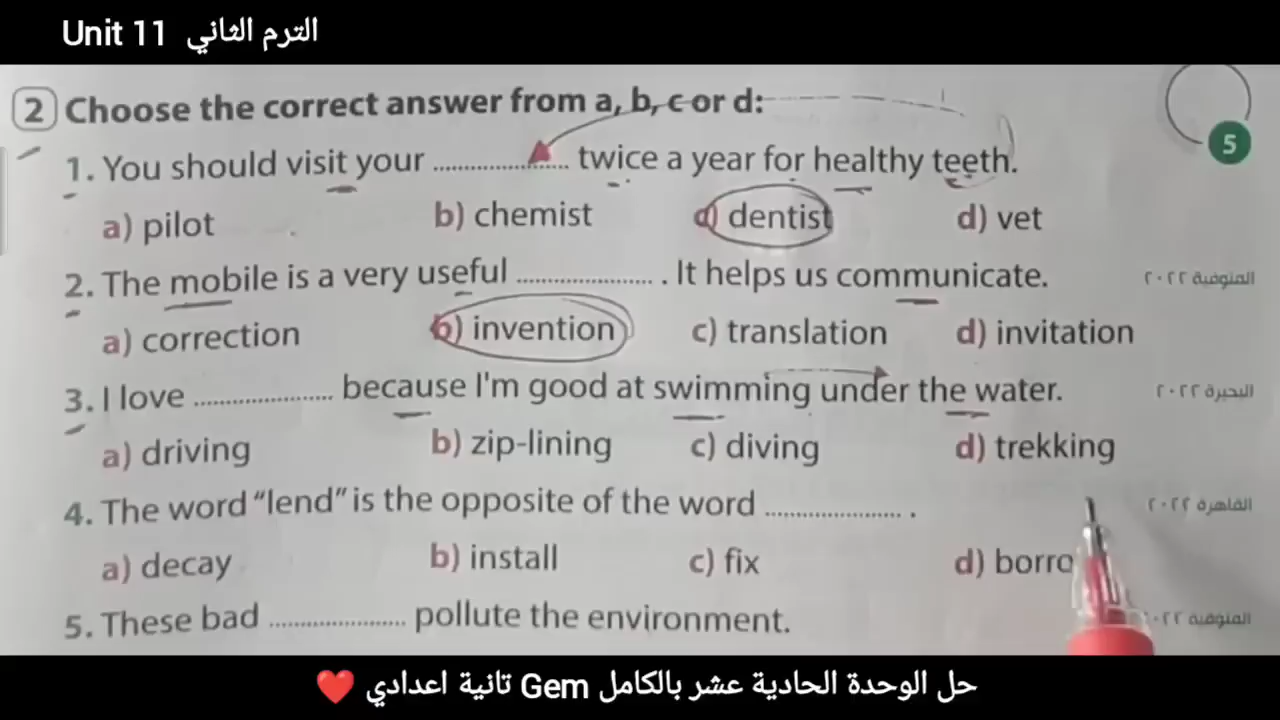 Unit 11 الترم الثاني
2 Choose the correct answer from a, b, c or d:
5
1. You should visit your .................... twice a year for healthy teeth.
a) pilot b) chemist c) dentist d) vet
2. The mobile is a very useful .................... . It helps us communicate. المنوفية ٢٠٢٢
a) correction b) invention c) translation d) invitation
3. I love .................... because I'm good at swimming under the water. البحيرة ٢٠٢٢
a) driving b) zip-lining c) diving d) trekking
4. The word “lend” is the opposite of the word .................... . القاهرة ٢٠٢٢
a) decay b) install c) fix d) borro
5. These bad .................... pollute the environment. المنوفية
حل الوحدة الحادية عشر بالكامل Gem تانية اعدادي ❤️